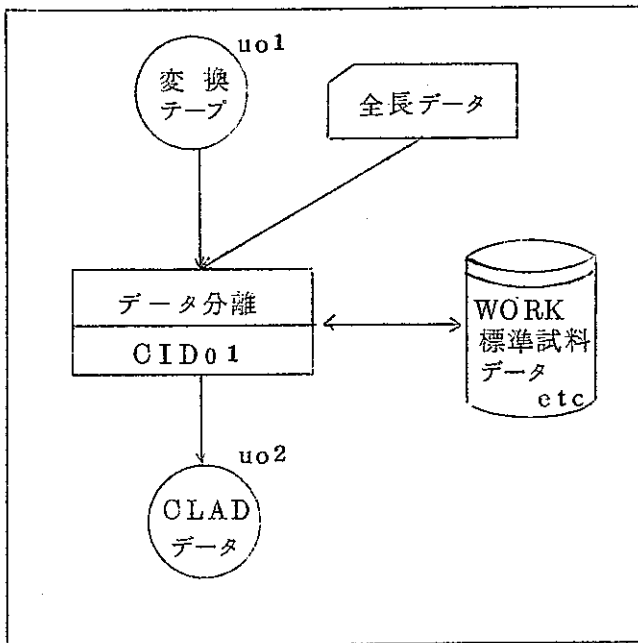 uo1
変換
テープ
全長データ
データ分離
CIDo1
WORK
標準試料
データ
etc
uo2
CLAD
データ